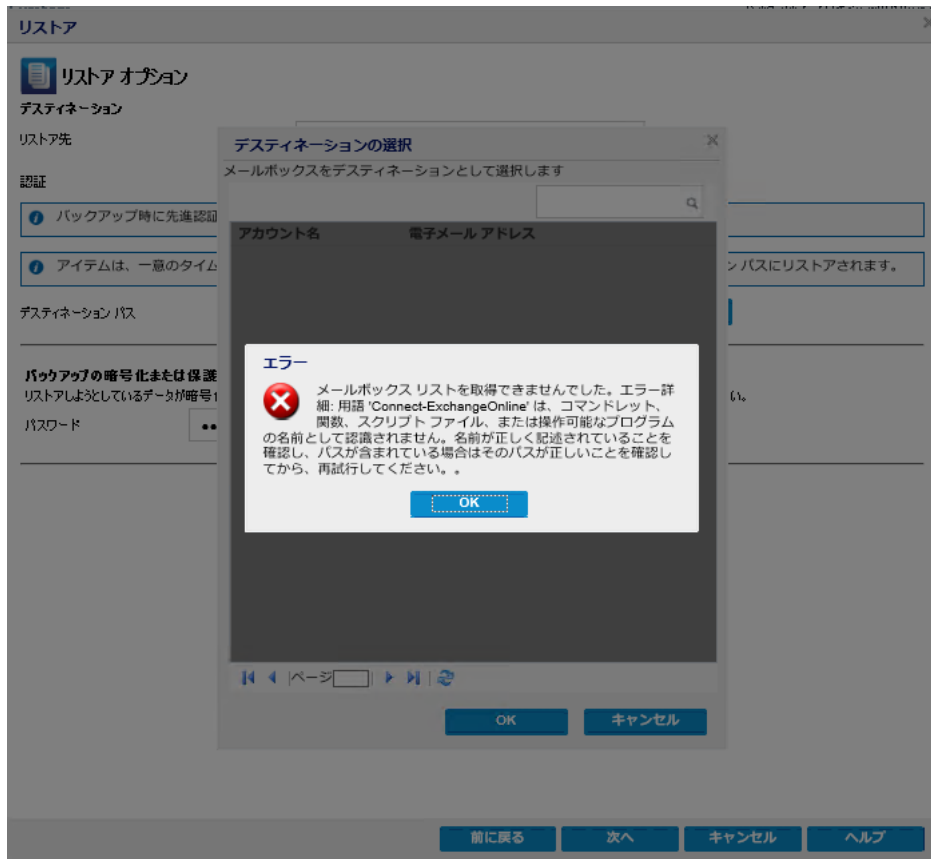 リストア
リストア オプション
デスティネーション
リストア先
認証
バックアップ時に先進認証
アイテムは、一意のタイム
ン パスにリストアされます。
デスティネーション パス
バックアップの暗号化または保護
リストアしようとしているデータが暗号化
い。
パスワード
デスティネーションの選択
メールボックスをデスティネーションとして選択します
アカウント名 電子メール アドレス
エラー
メールボックス リストを取得できませんでした。エラー詳
細: 用語 'Connect-ExchangeOnline' は、コマンドレット、
関数、スクリプト ファイル、または操作可能なプログラム
の名前として認識されません。名前が正しく記述されていることを
確認し、パスが含まれている場合はそのパスが正しいことを確認し
てから、再試行してください。。
OK
ページ
OK キャンセル
前に戻る 次へ キャンセル ヘルプ